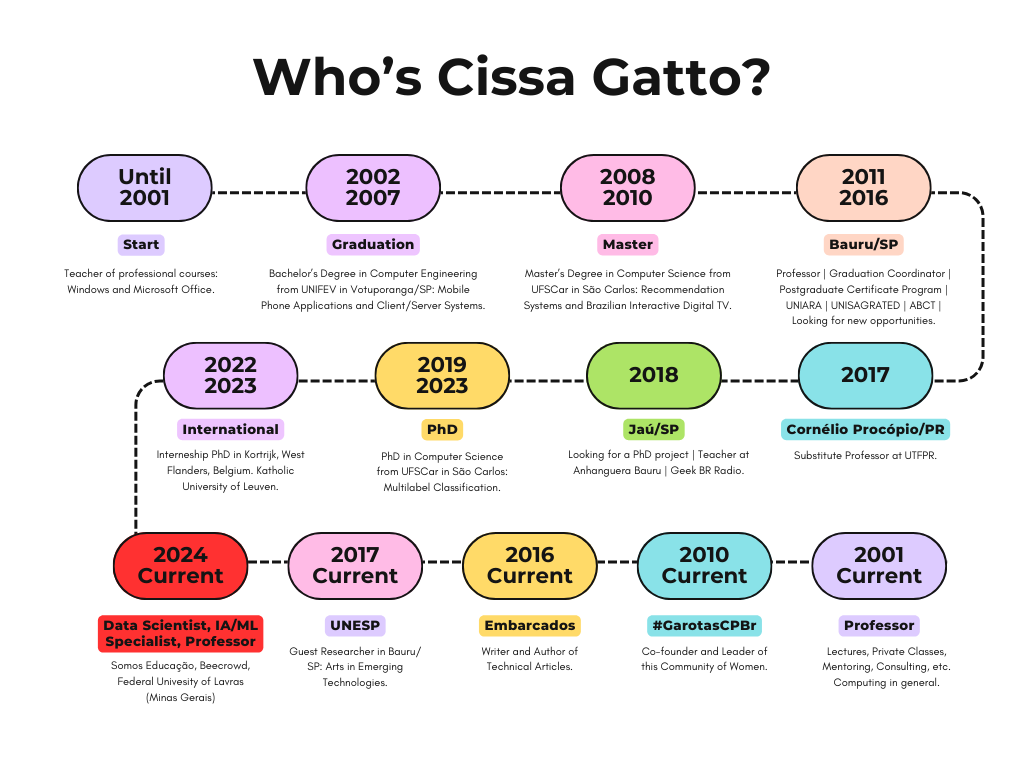 Who's Cissa Gatto?
Until
2001
Start
Teacher of professional courses:
Windows and Microsoft Office.
2002
2007
Graduation
Bachelor's Degree in Computer Engineering
from UNIFEV in Votuporanga/SP: Mobile
Phone Applications and Client/Server Systems.
2008
2010
Master
Master's Degree in Computer Science from
UFSCar in São Carlos: Recommendation
Systems and Brazilian Interactive Digital TV.
2011
2016
Bauru/SP
Professor | Graduation Coordinator |
Postgraduate Certificate Program |
UNIARA | UNISAGRATED | ABCT |
Looking for new opportunities.
2022
2023
International
Interneship PhD in Kortrijk, West
Flanders, Belgium. Katholic
University of Leuven.
2019
2023
PhD
PhD in Computer Science
from UFSCar in São Carlos:
Multilabel Classification.
2018
Jaú/SP
Looking for a PhD project | Teacher at
Anhanguera Bauru | Geek BR Radio.
2017
Cornélio Procópio/PR
Substitute Professor at UTFPR.
2024
Current
Data Scientist, IA/ML
Specialist, Professor
Somos Educação, Beecrowd,
Federal Univesity of Lavras
(Minas Gerais)
2017
Current
UNESP
Guest Researcher in Bauru/
SP: Arts in Emerging
Technologies.
2016
Current
Embarcados
Writer and Author of
Technical Articles.
2010
Current
#GarotasCPBr
Co-founder and Leader of
this Community of Women.
2001
Current
Professor
Lectures, Private Classes,
Mentoring, Consulting, etc.
Computing in general.